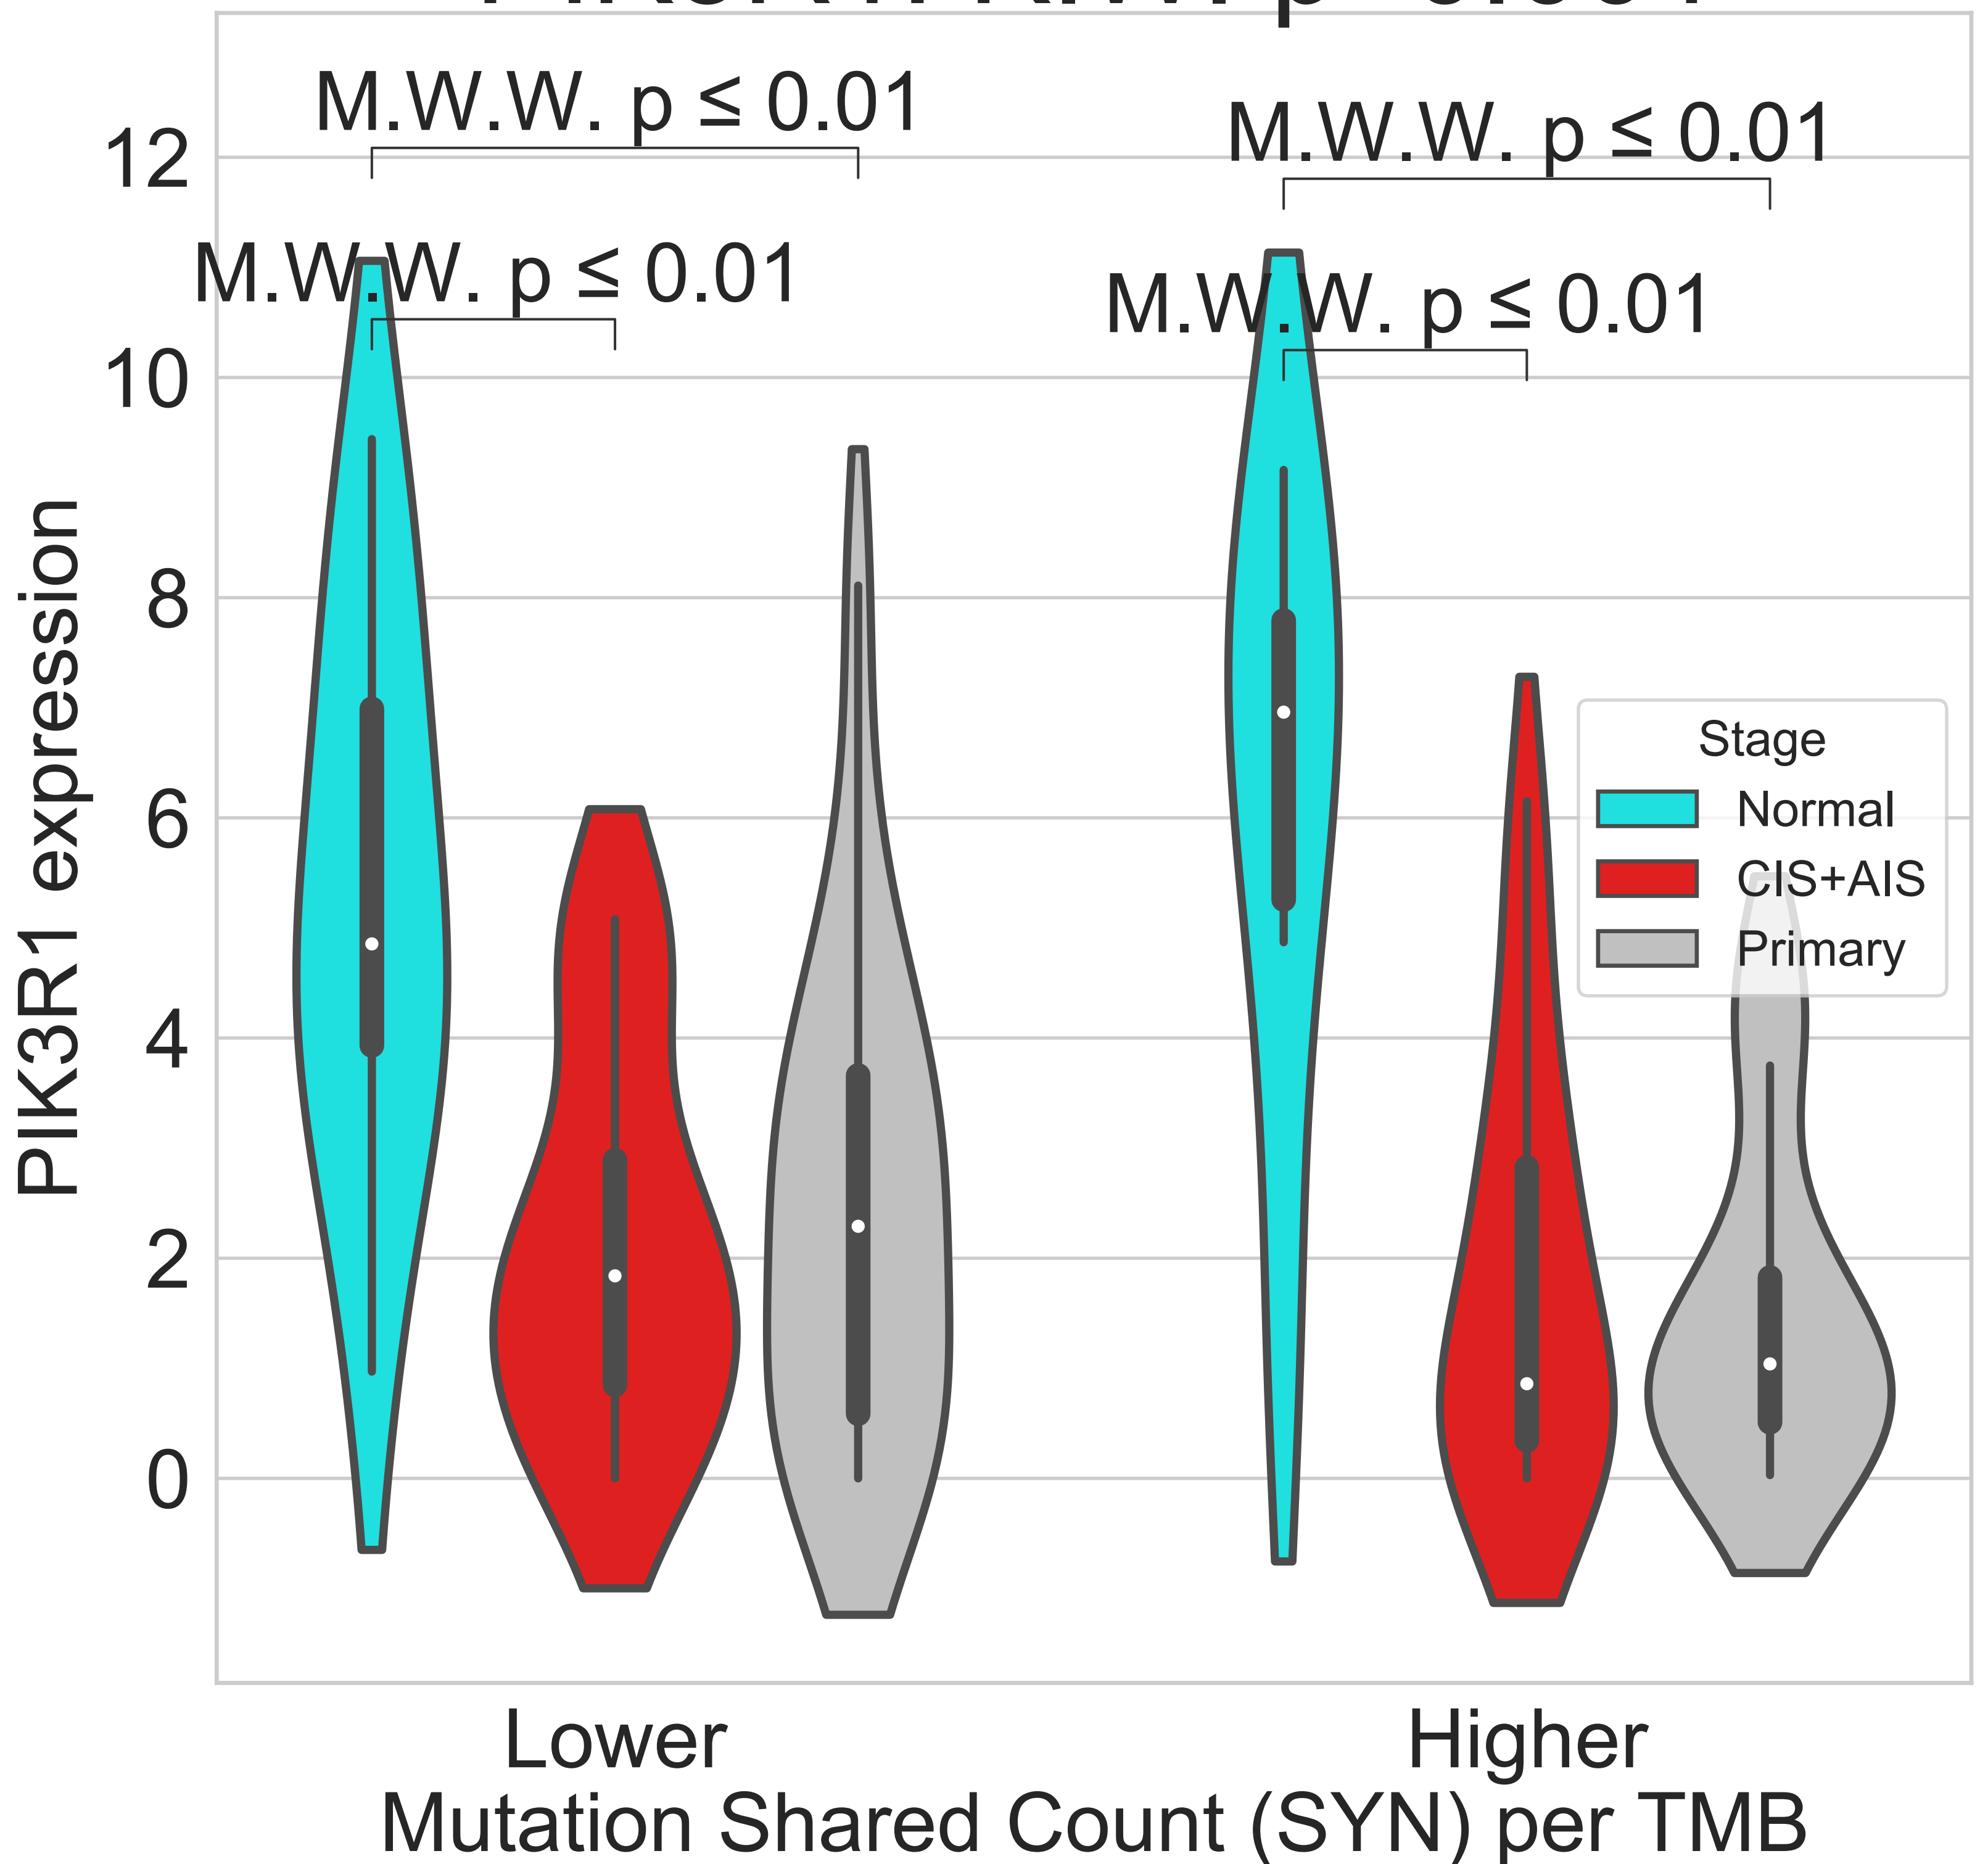 M.W.W. p ≤ 0.01
M.W.W. p ≤ 0.01
M.W.W. p ≤ 0.01
M.W.W. p ≤ 0.01
12
10
8
6
4
2
0
PIK3R1 expression
Stage
Normal
CIS+AIS
Primary
Lower
Higher
Mutation Shared Count (SYN) per TMB